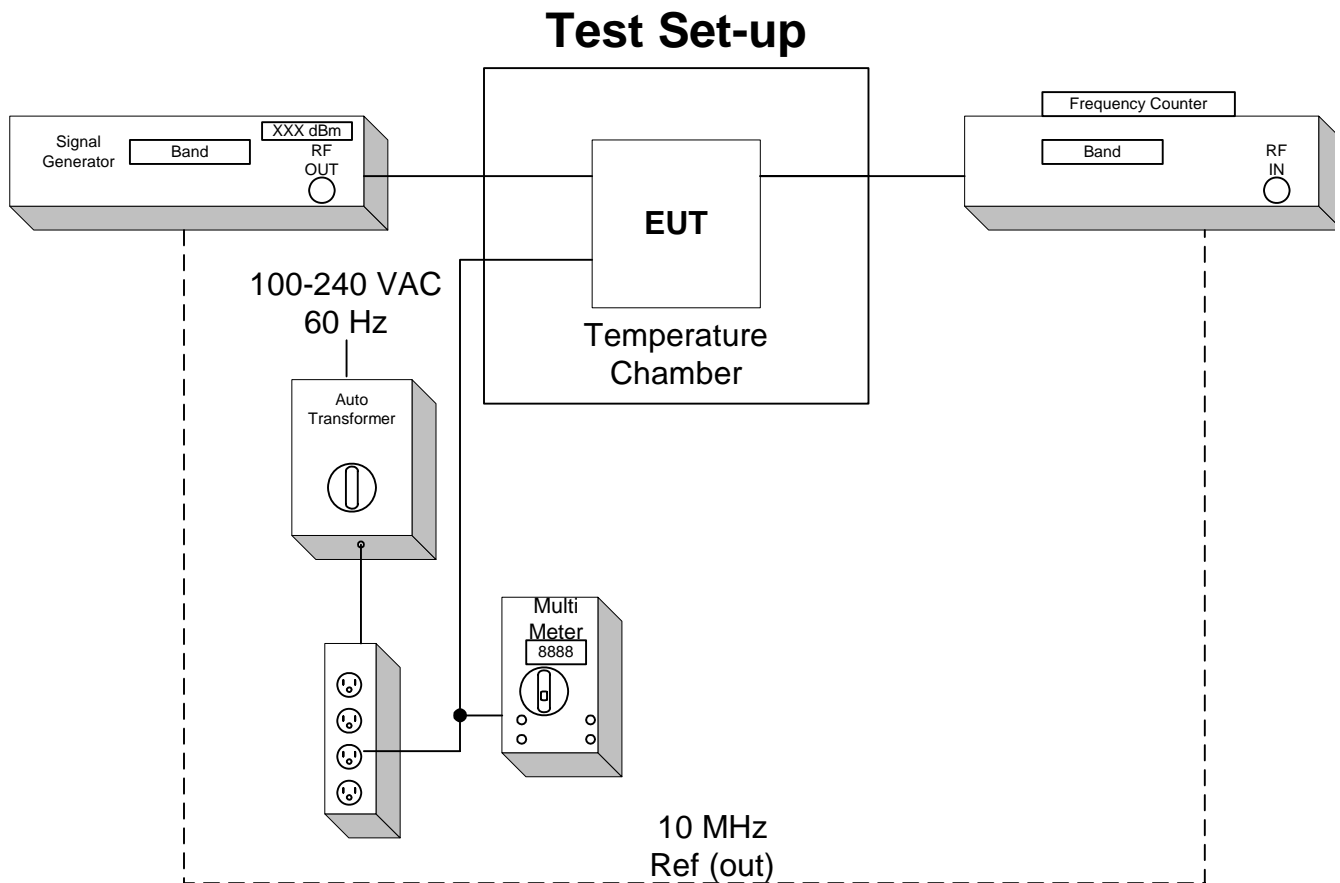 Test Set-up
Signal
Generator
Band
XXX dBm
RF
OUT
EUT
Temperature
Chamber
Frequency Counter
Band
RF
IN
100-240 VAC
60 Hz
Auto
Transformer
Multi
Meter
8888
10 MHz
Ref (out)